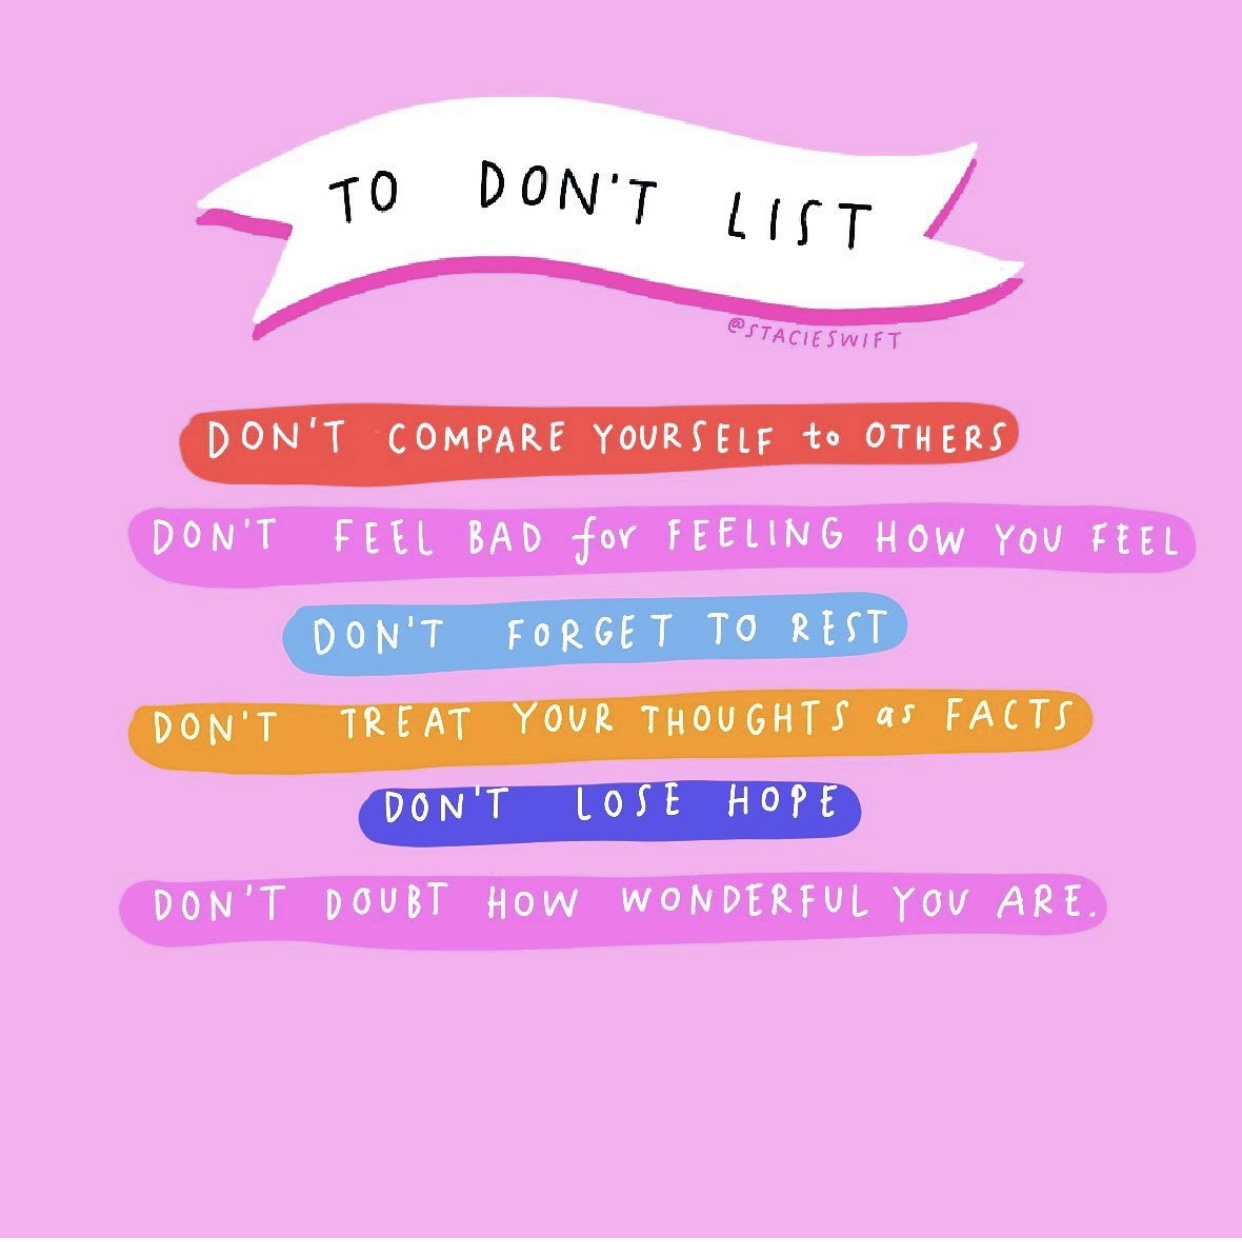 TO DON'T LIST
@STACIESWIFT
DON'T COMPARE YOURSELF to OTHERS
DON'T FEEL BAD for FEELING HOW YOU FEEL
DON'T FORGET TO REST
DON'T TREAT YOUR THOUGHTS as FACTS
DON'T LOSE HOPE
DON'T DOUBT HOW WONDERFUL YOU ARE.